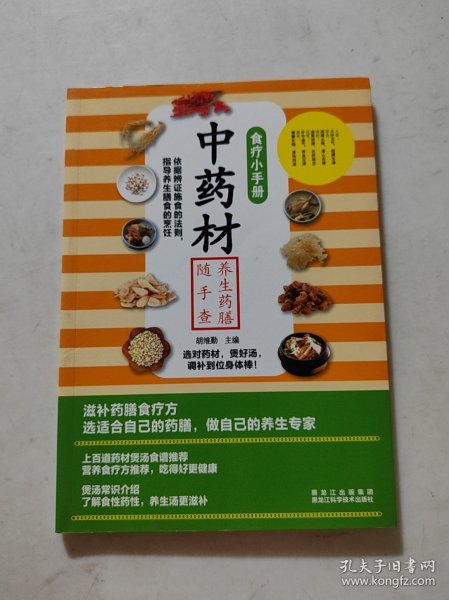 食疗小手册
中药材
依据辨证施食的法则，
指导养生膳食的烹饪
养生药膳
随手查
胡维勤 主编
选对药材，煲好汤，
调补到位身体棒！
滋补药膳食疗方
选适合自己的药膳，做自己的养生专家
上百道药材煲汤食谱推荐
营养食疗方推荐，吃得好更健康
煲汤常识介绍
了解食性药性，养生汤更滋补
黑龙江出版集团
黑龙江科学技术出版社
孔夫子旧书网
www.kongfz.com